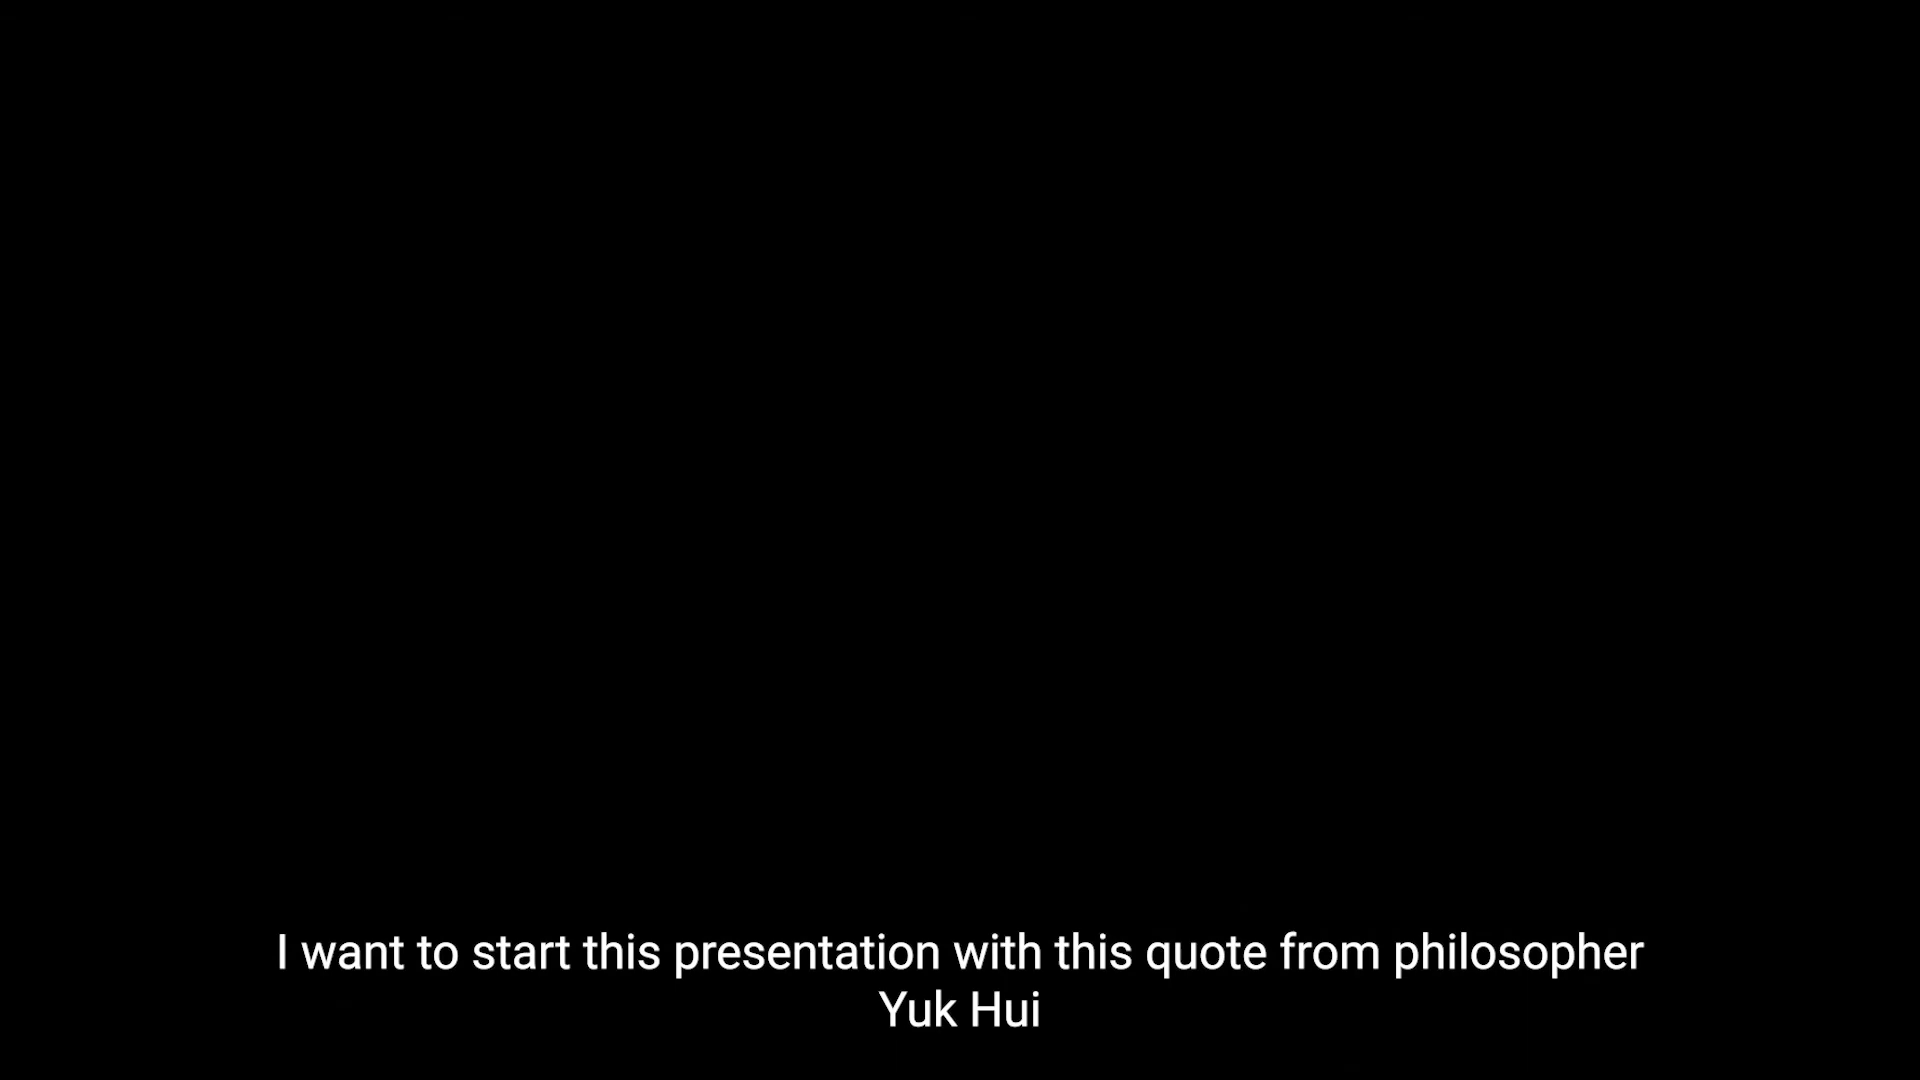 I want to start this presentation with this quote from philosopher
Yuk Hui